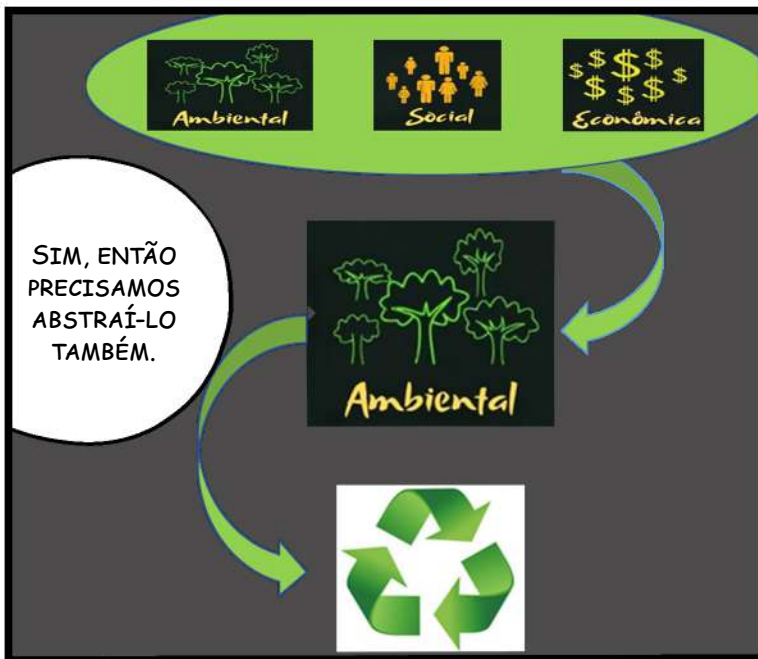 Ambiental
Social
Econômica
SIM, ENTÃO
PRECISAMOS
ABSTRAÍ-LO
TAMBÉM.
Ambiental